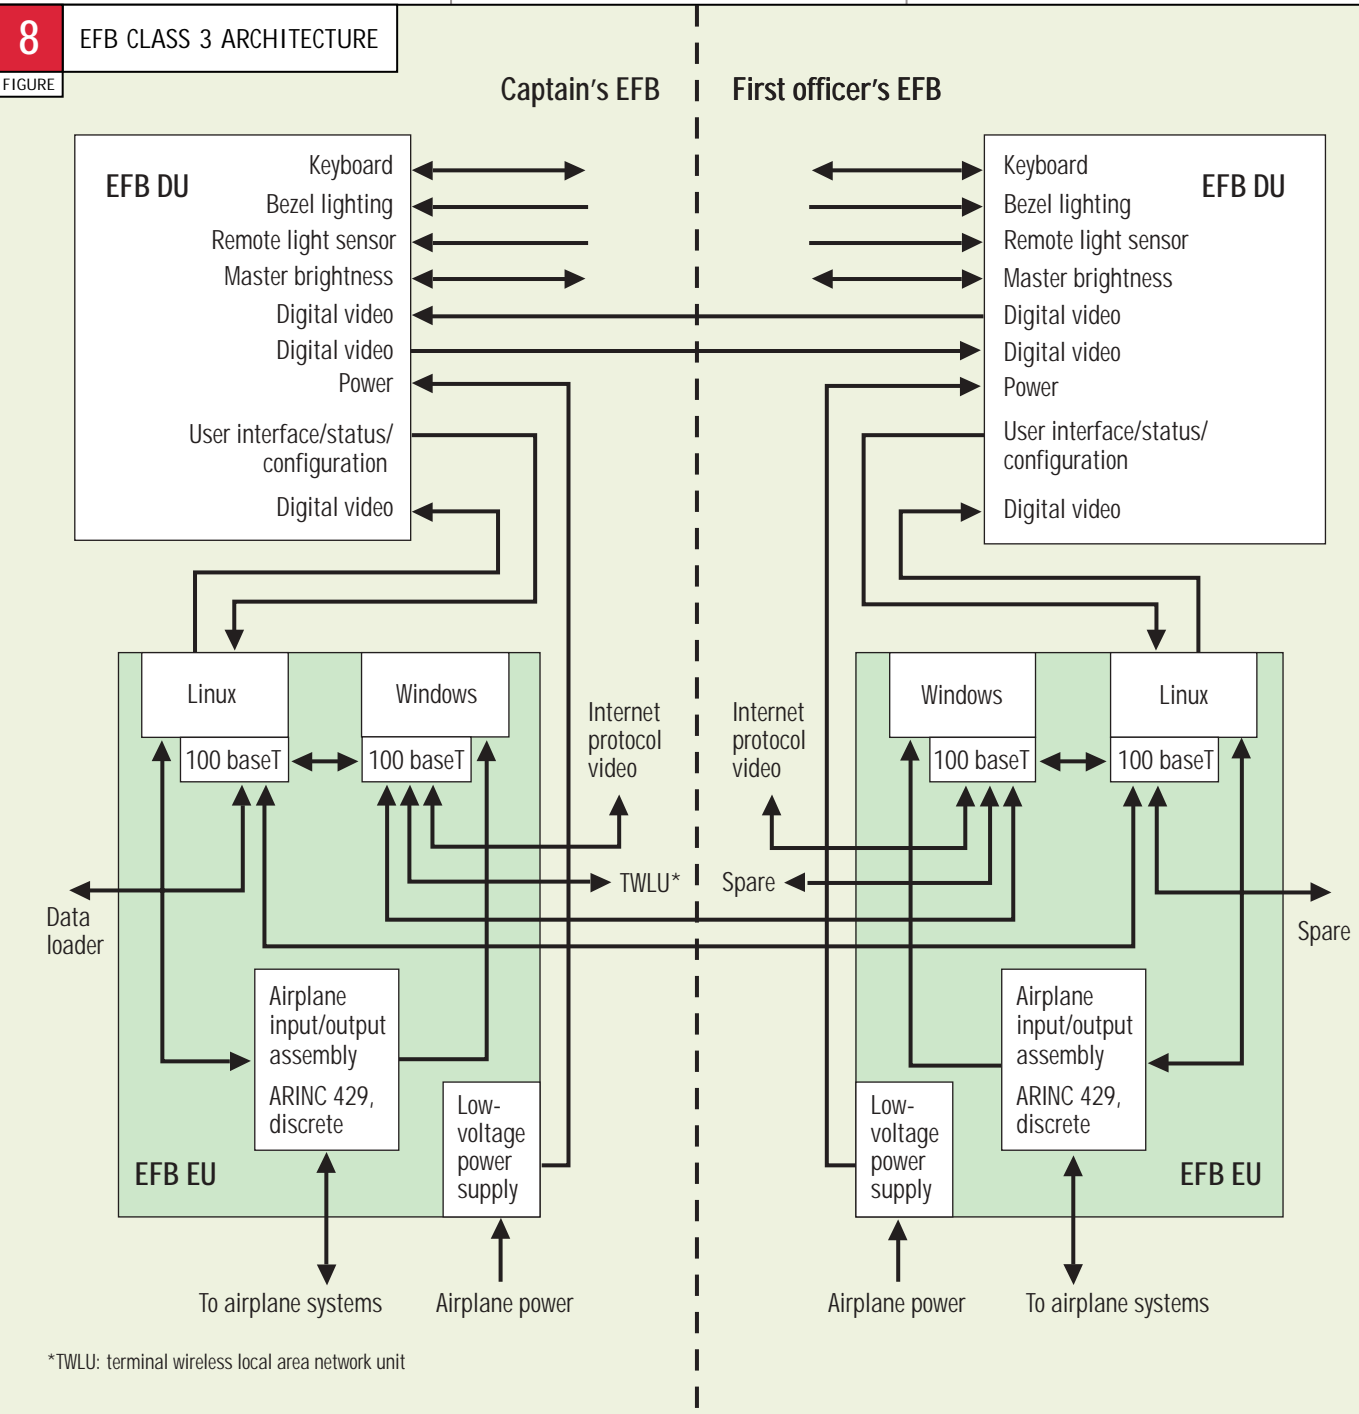 8
FIGURE
EFB CLASS 3 ARCHITECTURE
Captain's EFB
First officer's EFB
EFB DU
Keyboard
Bezel lighting
Remote light sensor
Master brightness
Digital video
Digital video
Power
User interface/status/
configuration
Digital video
EFB DU
Keyboard
Bezel lighting
Remote light sensor
Master brightness
Digital video
Digital video
Power
User interface/status/
configuration
Digital video
Linux
Windows
100 baseT
100 baseT
Internet
protocol
video
TWLU*
Data
loader
Airplane
input/output
assembly
ARINC 429,
discrete
Low-
voltage
power
supply
EFB EU
To airplane systems
Airplane power
Internet
protocol
video
Spare
Windows
Linux
100 baseT
100 baseT
Spare
Airplane
input/output
assembly
ARINC 429,
discrete
Low-
voltage
power
supply
EFB EU
Airplane power
To airplane systems
*TWLU: terminal wireless local area network unit